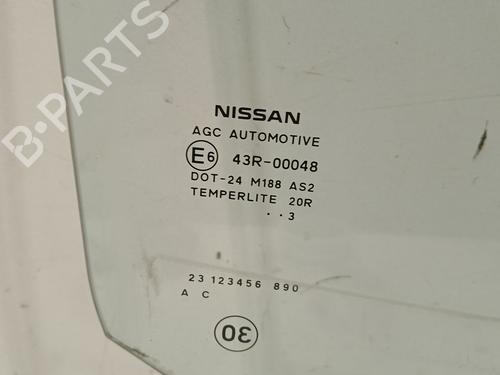 NISSAN
AGC AUTOMOTIVE
E6 43R-00048
DOT-24 M188 AS2
TEMPERLITE 20R
..3
23 123456 890
A C
30
B-PARTS